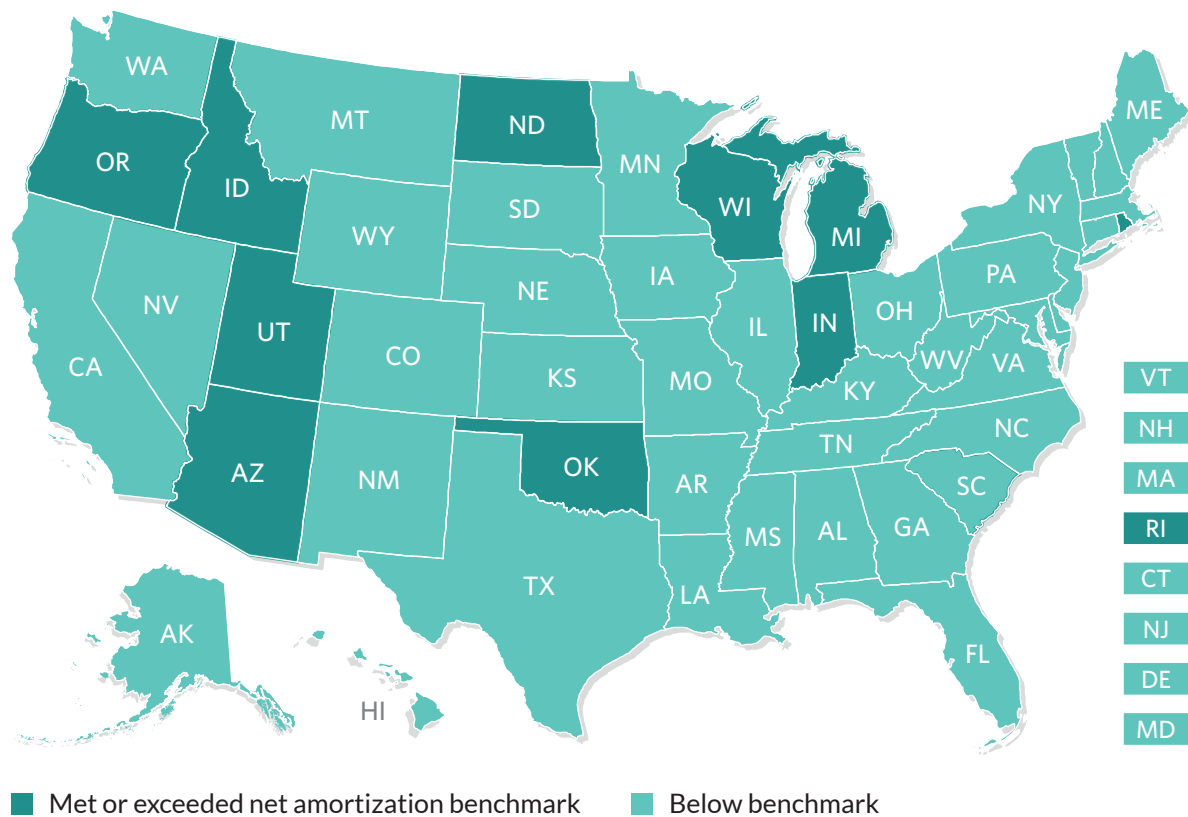 WA
MT
ND
MN
ME
OR
ID
SD
WI
NY
WY
MI
IA
PA
NE
NV
IL
IN
OH
UT
CO
WV
VA
CA
KS
MO
KY
VT
NH
NC
TN
AZ
NM
OK
AR
SC
MA
MS
AL
GA
RI
TX
LA
CT
AK
FL
NJ
DE
HI
MD
Met or exceeded net amortization benchmark
Below benchmark